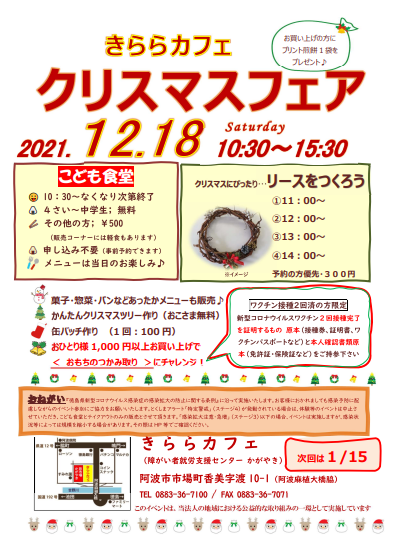 お買い上げの方に
プリント煎餅1袋を
プレゼント♪
きららカフェ
クリスマスフェア
2021. 12.18 Saturday 10:30～15:30
こども食堂
10：30～なくなり次第終了
4さい～中学生；無料
その他の方；￥500
（販売コーナーには軽食もあります）
申し込み不要（事前予約できます）
メニューは当日のお楽しみ♪
クリスマスにぴったり…リースをつくろう
①11：00～
②12：00～
③13：00～
④14：00～
※イメージ
予約の方優先・300円
菓子・惣菜・パンなどあったかメニューも販売♪
かんたんクリスマスツリー作り（おこさま無料）
缶バッチ作り （1回：100円）
おひとり様1,000円以上お買い上げで
＜ おもちのつかみ取り ＞にチャレンジ！
ワクチン接種2回済の方限定
新型コロナウイルスワクチン2回接種完了
を証明するもの 原本（接種券、証明書、ワ
クチンパスポートなど）と本人確認書類原
本（免許証・保険証など）をご持参下さい
おねがい
きららカフェ
（障がい者就労支援センター かがやき）
次回は 1/15
阿波市市場町香美字渡10-1（阿波麻植大橋脇）
TEL 0883-36-7100 / FAX 0883-36-7071
このイベントは、当法人の地域における公益的な取り組みの一環として実施しています